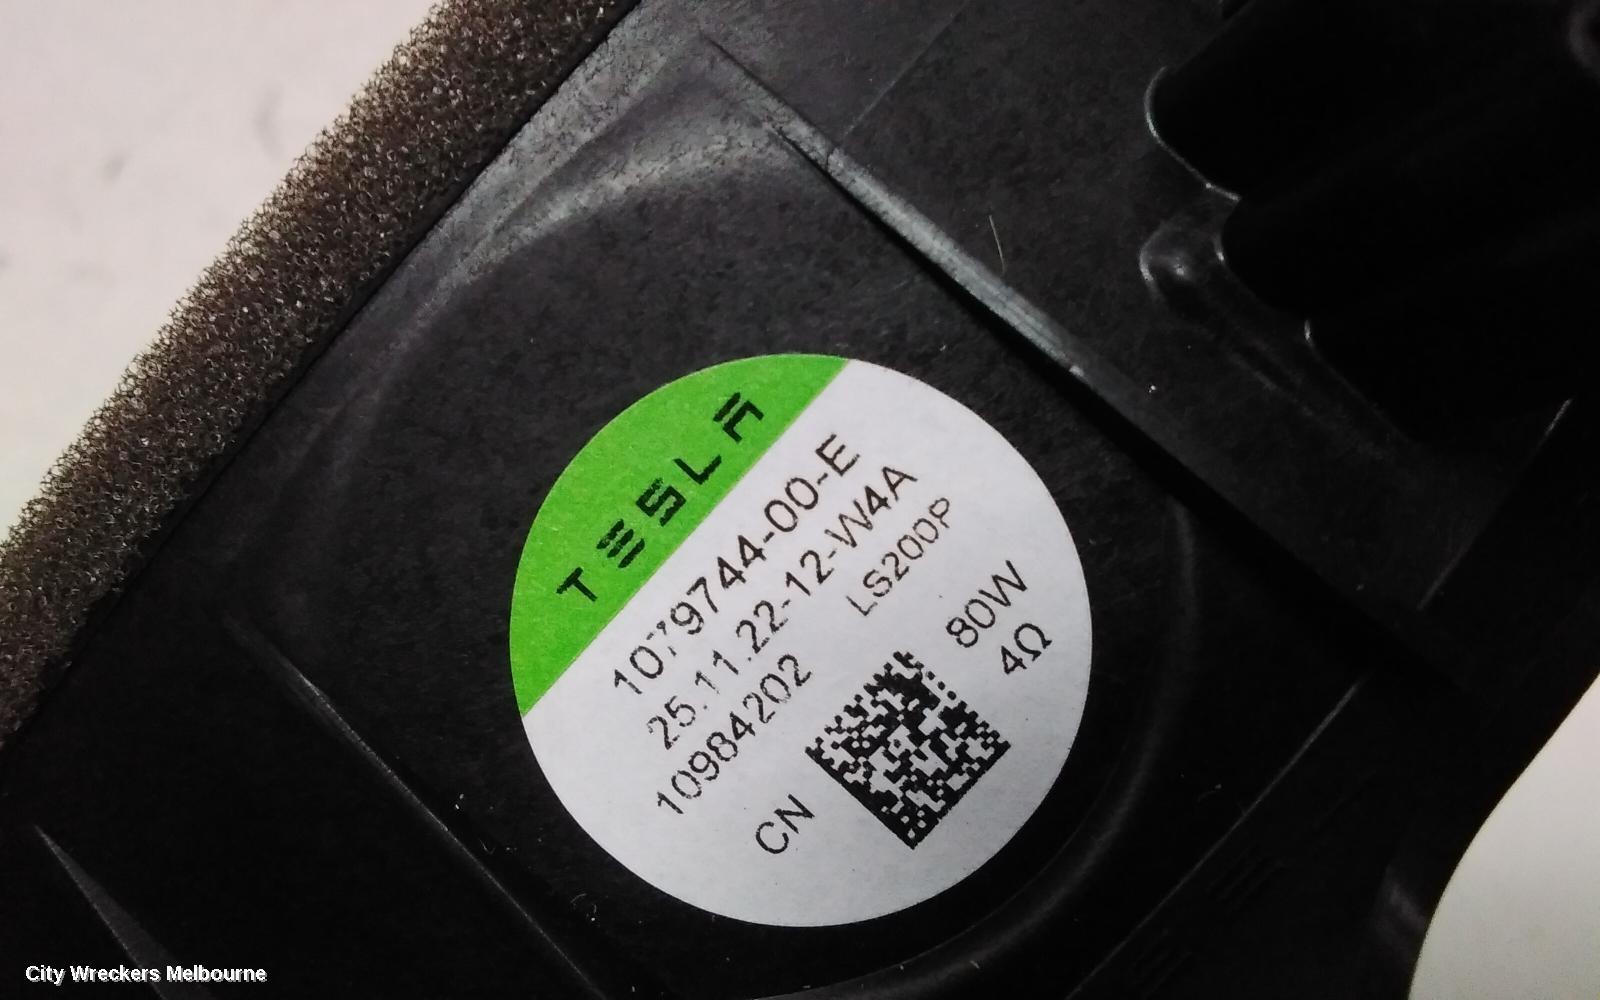 TESLA
1079744-00-E
25.11.22-12-W4A
10984202 LS200P
80W
4Ω
CN
City Wreckers Melbourne